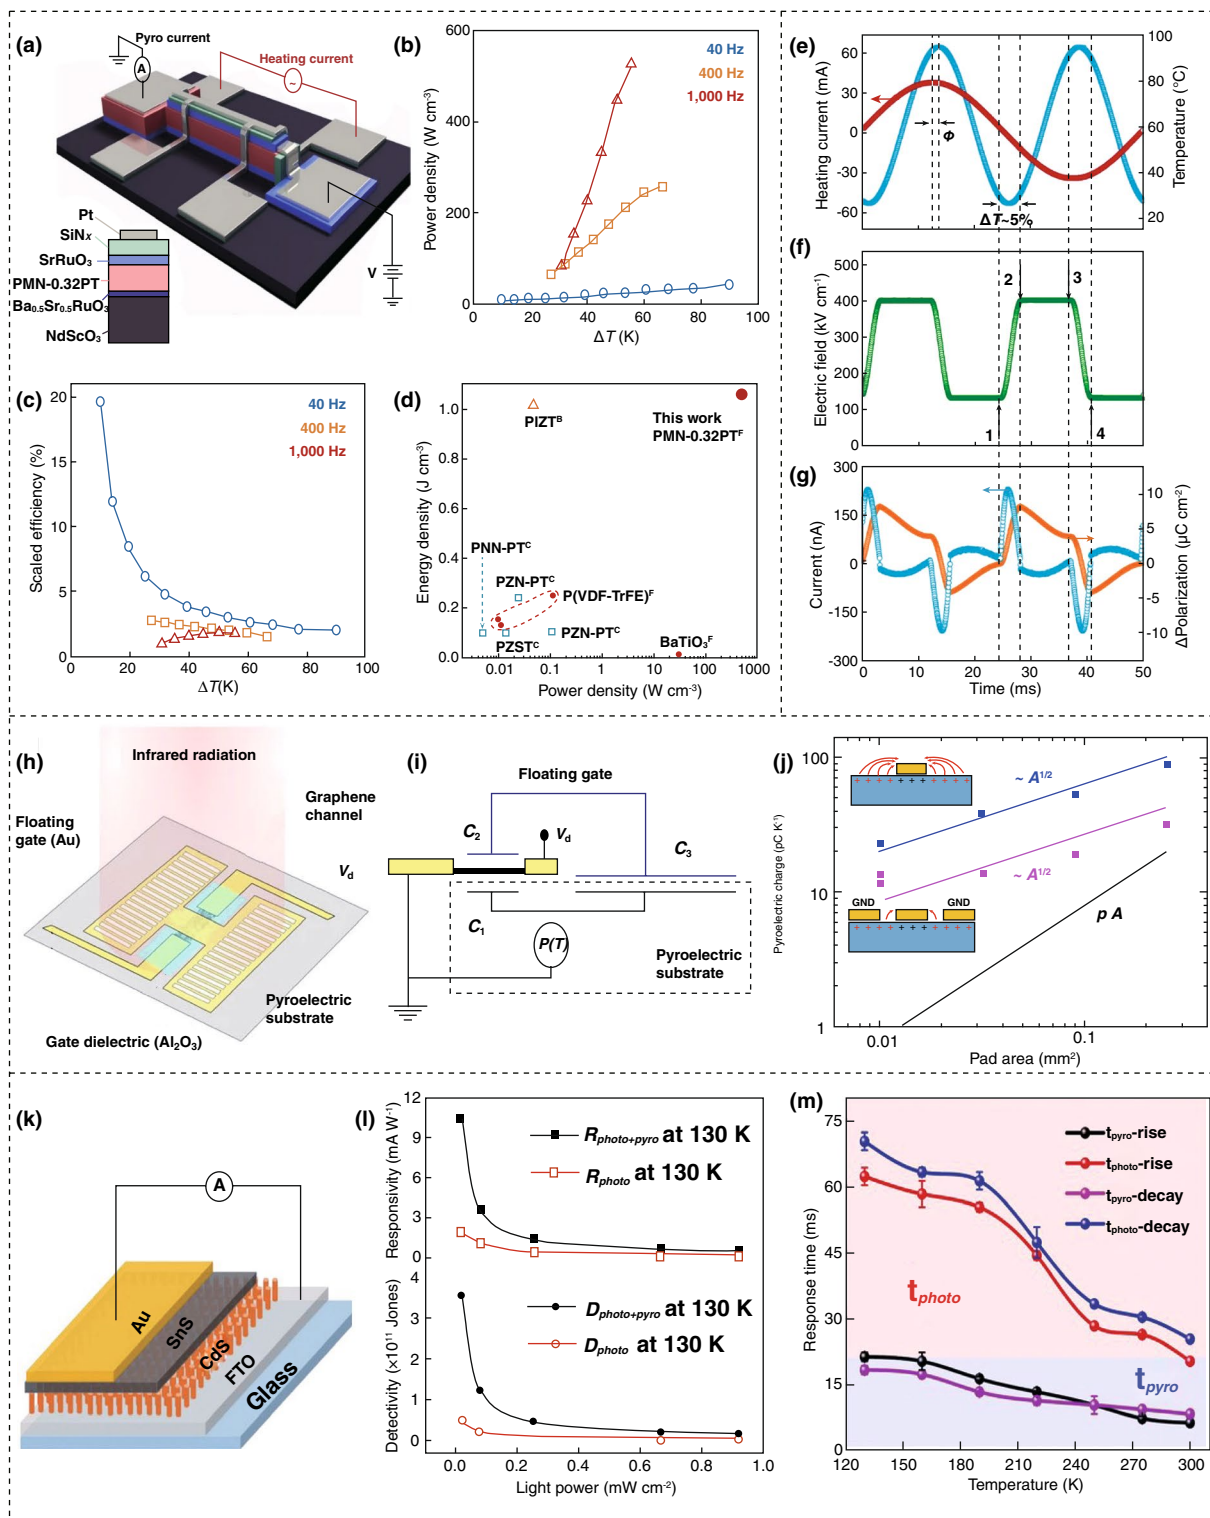 (a)
Pyro current
A
Heating current
~
V
Pt
SiNx
SrRuO₃
PMN-0.32PT
Ba₀.₅Sr₀.₅RuO₃
NdScO₃
(b)
40 Hz
400 Hz
1,000 Hz
Power density (W cm⁻³)
600
400
200
0
0 20 40 60 80 100
ΔT (K)
(c)
40 Hz
400 Hz
1,000 Hz
Scaled efficiency (%)
20
15
10
5
0
0 20 40 60 80 100
ΔT(K)
(d)
Energy density (J cm⁻³)
1.0
0.8
0.6
0.4
0.2
0.0
PIZTᴮ
This work
PMN-0.32PTᶠ
PNN-PTᶜ
PZN-PTᶜ
P(VDF-TrFE)ᶠ
PZSTᶜ
PZN-PTᶜ
BaTiO₃ᶠ
0.01 0.1 1 10 100 1000
Power density (W cm⁻³)
(e)
Heating current (mA)
60
30
0
-30
-60
Φ
ΔT~5%
100
80
60
40
20
Temperature (°C)
(f)
Electric field (kV cm⁻¹)
500
400
300
200
100
0
1
2
3
4
(g)
Current (nA)
300
150
0
-150
-300
10
5
0
-5
-10
ΔPolarization (µC cm⁻²)
0 10 20 30 40 50
Time (ms)
(h)
Infrared radiation
Floating gate (Au)
Graphene channel
Vd
Pyroelectric substrate
Gate dielectric (Al₂O₃)
(i)
Floating gate
C₂
Vd
C₃
C₁
P(T)
Pyroelectric substrate
(j)
Pyroelectric charge (pC K⁻¹)
100
10
1
~ A¹ᐟ²
~ A¹ᐟ²
p A
GND GND
+ + + + + + + + +
+ + + + + + + + +
0.01 0.1
Pad area (mm²)
(k)
A
Au
SnS
CdS
FTO
Glass
(l)
Responsivity (mA W⁻¹)
12
9
6
3
0
Rphoto+pyro at 130 K
Rphoto at 130 K
Detectivity (×10¹¹ Jones)
3
2
1
0
Dphoto+pyro at 130 K
Dphoto at 130 K
0.0 0.2 0.4 0.6 0.8 1.0
Light power (mW cm⁻²)
(m)
Response time (ms)
75
60
45
30
15
0
tpyro-rise
tphoto-rise
tpyro-decay
tphoto-decay
tphoto
tpyro
120 150 180 210 240 270 300
Temperature (K)